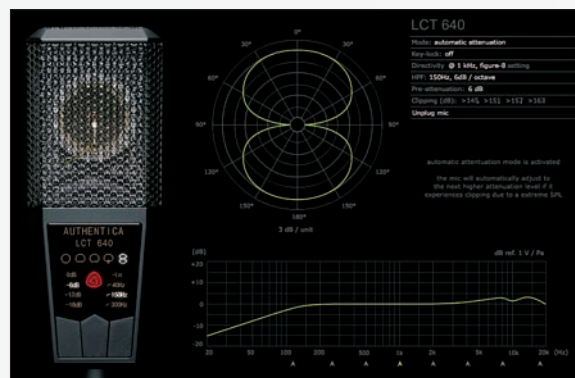 AUTHENTICA
LCT 640
0dB
-6dB
-12dB
-18dB
40Hz
150Hz
300Hz
0°
30°
30°
60°
60°
90°
90°
120°
120°
150°
150°
180°
3 dB / unit
LCT 640
Mode: automatic attenuation
Key-lock: off
Directivity @ 1 kHz, figure-8 setting
HPF: 150Hz, 6dB / octave
Pre-attenuation: 6 dB
Clipping (dB):
Unplug mic
automatic attentuation mode is activated
the mic will automatically adjust to
the next higher attenuation level if it
experiences clipping due to a extreme SPL
[dB]
dB ref. 1 V / Pa
+20
+10
0
-10
-20
20 50 100 200 500 1k 2k 5k 10k 20k (Hz)